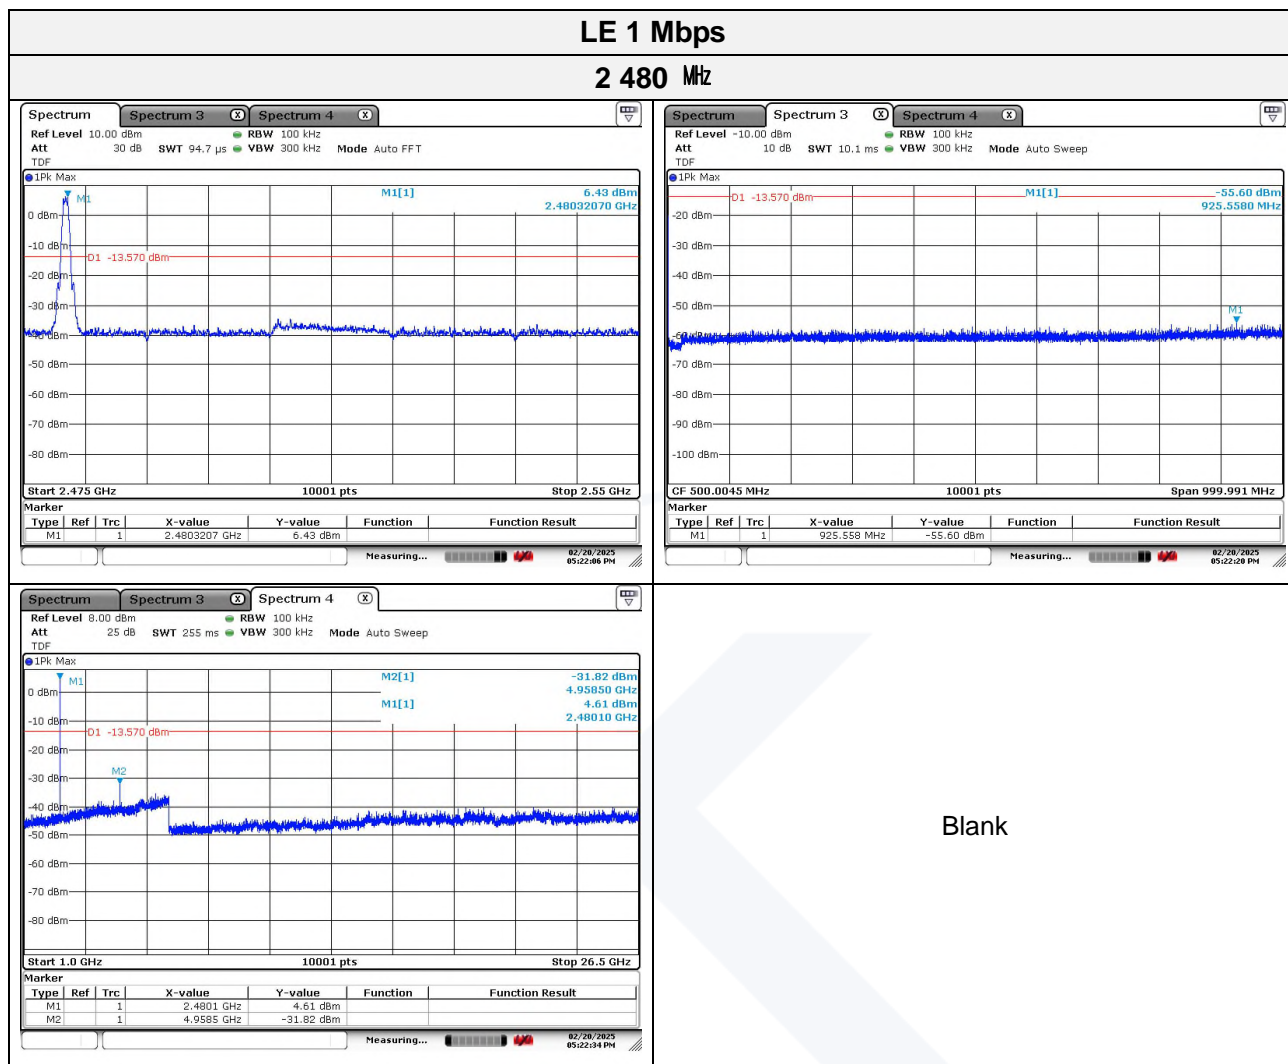 LE 1 Mbps
2 480 ㎒
Spectrum Spectrum 3 X Spectrum 4 X
Ref Level 10.00 dBm RBW 100 kHz
Att 30 dB SWT 94.7 µs VBW 300 kHz Mode Auto FFT
TDF
1Pk Max
M1[1] 6.43 dBm
2.48032070 GHz
M1
0 dBm
-10 dBm
D1 -13.570 dBm
-20 dBm
-30 dBm
-40 dBm
-50 dBm
-60 dBm
-70 dBm
-80 dBm
Start 2.475 GHz 10001 pts Stop 2.55 GHz
Marker
Type Ref Trc X-value Y-value Function Function Result
M1 1 2.4803207 GHz 6.43 dBm
Measuring... 02/20/2025
05:22:06 PM
Spectrum Spectrum 3 X Spectrum 4 X
Ref Level -10.00 dBm RBW 100 kHz
Att 10 dB SWT 10.1 ms VBW 300 kHz Mode Auto Sweep
TDF
1Pk Max
D1 -13.570 dBm M1[1] -55.60 dBm
925.5580 MHz
-20 dBm
-30 dBm
-40 dBm
-50 dBm
M1
-60 dBm
-70 dBm
-80 dBm
-90 dBm
-100 dBm
CF 500.0045 MHz 10001 pts Span 999.991 MHz
Marker
Type Ref Trc X-value Y-value Function Function Result
M1 1 925.558 MHz -55.60 dBm
Measuring... 02/20/2025
05:22:20 PM
Spectrum Spectrum 3 X Spectrum 4 X
Ref Level 8.00 dBm RBW 100 kHz
Att 25 dB SWT 255 ms VBW 300 kHz Mode Auto Sweep
TDF
1Pk Max
M1 M2[1] -31.82 dBm
4.95850 GHz
0 dBm
M1[1] 4.61 dBm
2.48010 GHz
-10 dBm
D1 -13.570 dBm
-20 dBm
M2
-30 dBm
-40 dBm
-50 dBm
-60 dBm
-70 dBm
-80 dBm
Start 1.0 GHz 10001 pts Stop 26.5 GHz
Marker
Type Ref Trc X-value Y-value Function Function Result
M1 1 2.4801 GHz 4.61 dBm
M2 1 4.9585 GHz -31.82 dBm
Measuring... 02/20/2025
05:22:34 PM
Blank